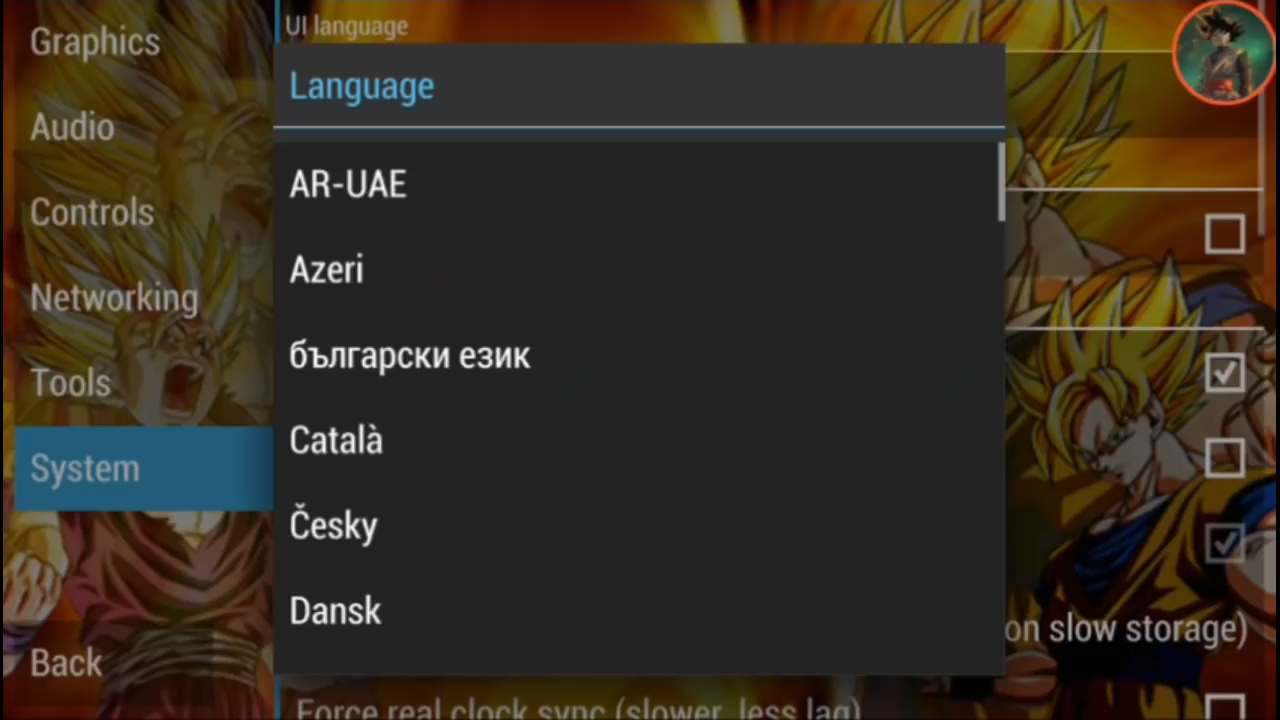 Graphics
Audio
Controls
Networking
Tools
System
Back
UI language
Language
AR-UAE
Azeri
български език
Català
Česky
Dansk
on slow storage)
Force real clock sync (slower, less lag)